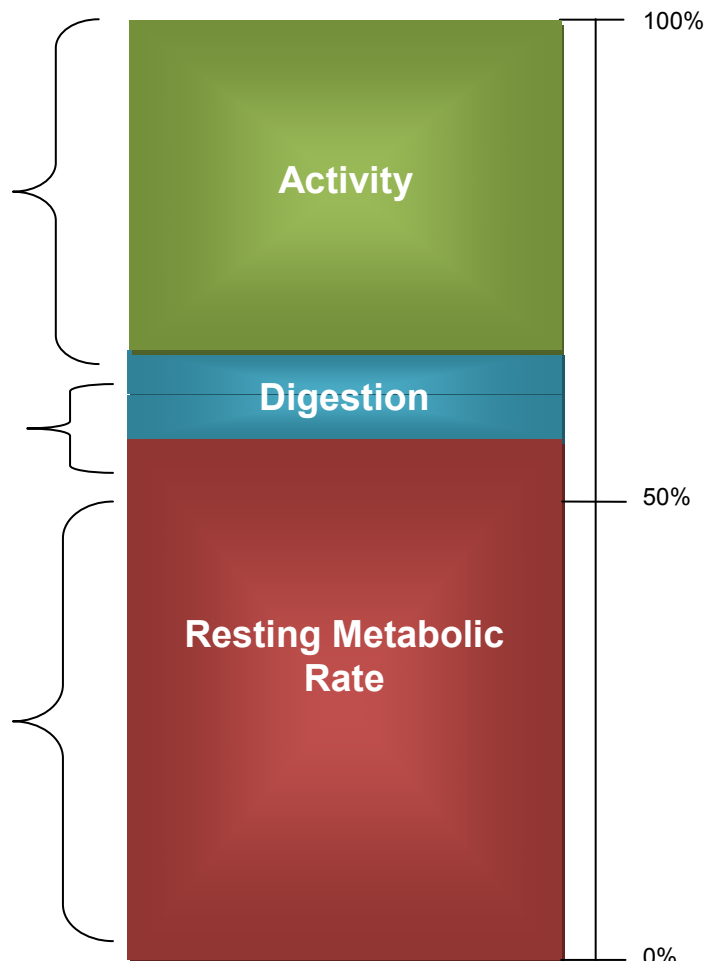 100%
Activity
Digestion
50%
Resting Metabolic
Rate
0%